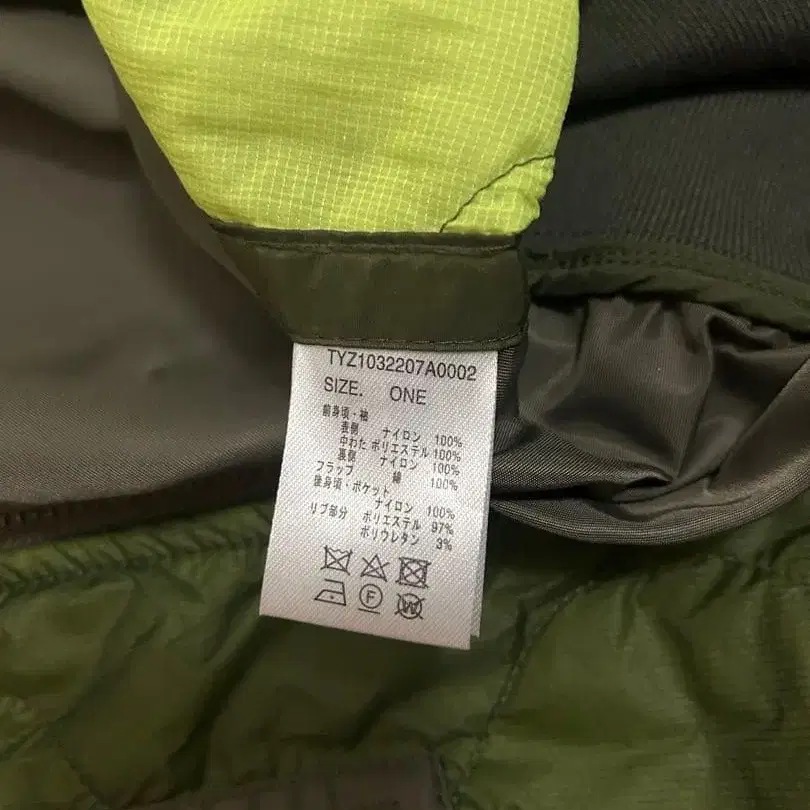 TYZ1032207A0002
SIZE. ONE
前身頃・袖
表側 ナイロン 100%
中わた ポリエステル 100%
裏側 ナイロン 100%
フラップ 綿 100%
後身頃・ポケット
ナイロン 100%
リブ部分 ポリエステル 97%
ポリウレタン 3%
F
W